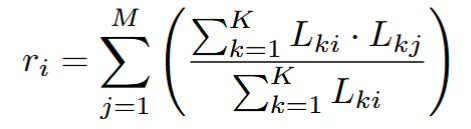 r_i = \sum_{j=1}^{M} \left( \frac{\sum_{k=1}^{K} L_{ki} \cdot L_{kj}}{\sum_{k=1}^{K} L_{ki}} \right)